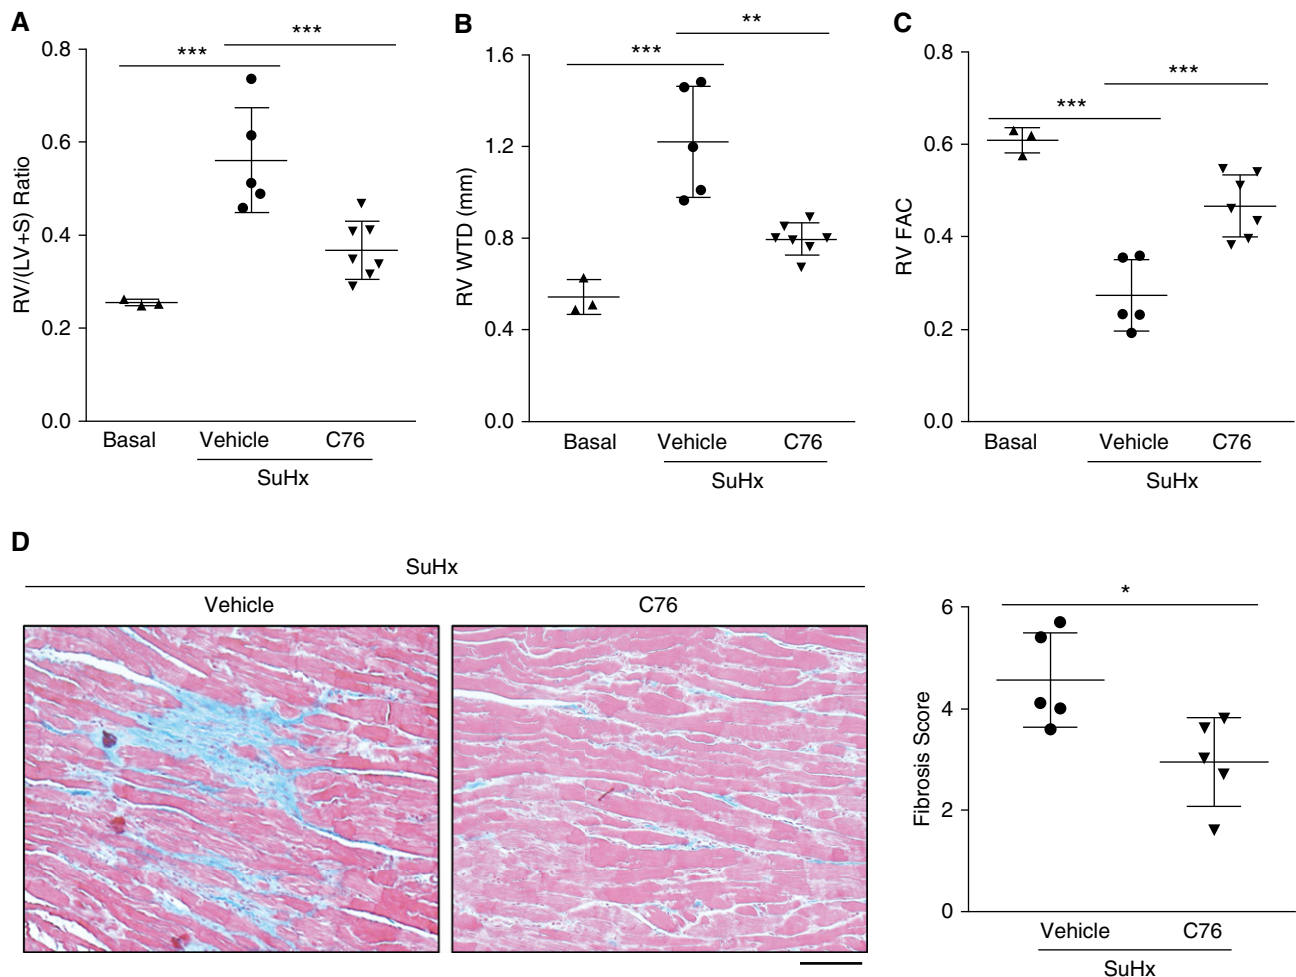 A
***
***
0.8
0.6
0.4
0.2
0.0
RV/(LV+S) Ratio
Basal
Vehicle
C76
SuHx
B
**
***
1.6
1.2
0.8
0.4
0.0
RV WTD (mm)
Basal
Vehicle
C76
SuHx
C
***
***
0.8
0.6
0.4
0.2
0.0
RV FAC
Basal
Vehicle
C76
SuHx
D
SuHx
Vehicle
C76
*
6
4
2
0
Fibrosis Score
Vehicle
C76
SuHx